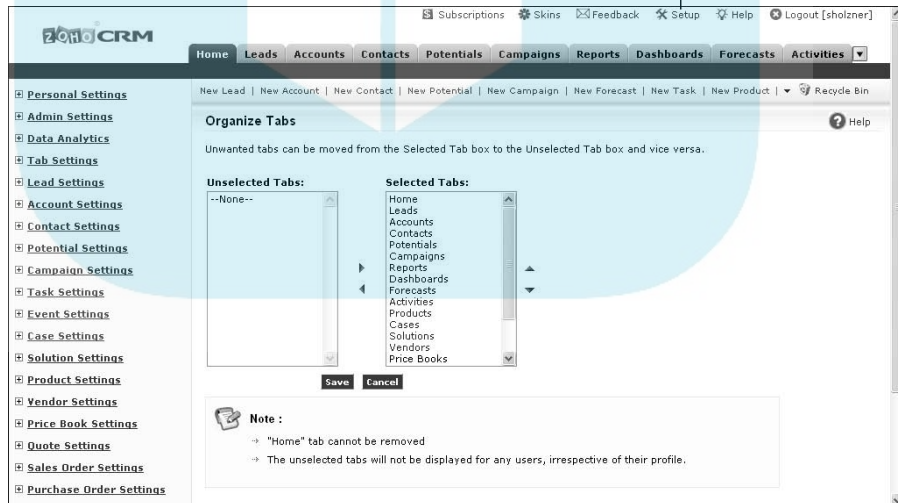 Subscriptions Skins Feedback Setup Help Logout [sholzner]
ZOHO CRM
Home Leads Accounts Contacts Potentials Campaigns Reports Dashboards Forecasts Activities
New Lead | New Account | New Contact | New Potential | New Campaign | New Forecast | New Task | New Product | Recycle Bin
Personal Settings
Admin Settings
Data Analytics
Tab Settings
Lead Settings
Account Settings
Contact Settings
Potential Settings
Campaign Settings
Task Settings
Event Settings
Case Settings
Solution Settings
Product Settings
Vendor Settings
Price Book Settings
Quote Settings
Sales Order Settings
Purchase Order Settings
Organize Tabs
Help
Unwanted tabs can be moved from the Selected Tab box to the Unselected Tab box and vice versa.
Unselected Tabs:
--None--
Selected Tabs:
Home
Leads
Accounts
Contacts
Potentials
Campaigns
Reports
Dashboards
Forecasts
Activities
Products
Cases
Solutions
Vendors
Price Books
Save Cancel
Note :
"Home" tab cannot be removed
The unselected tabs will not be displayed for any users, irrespective of their profile.